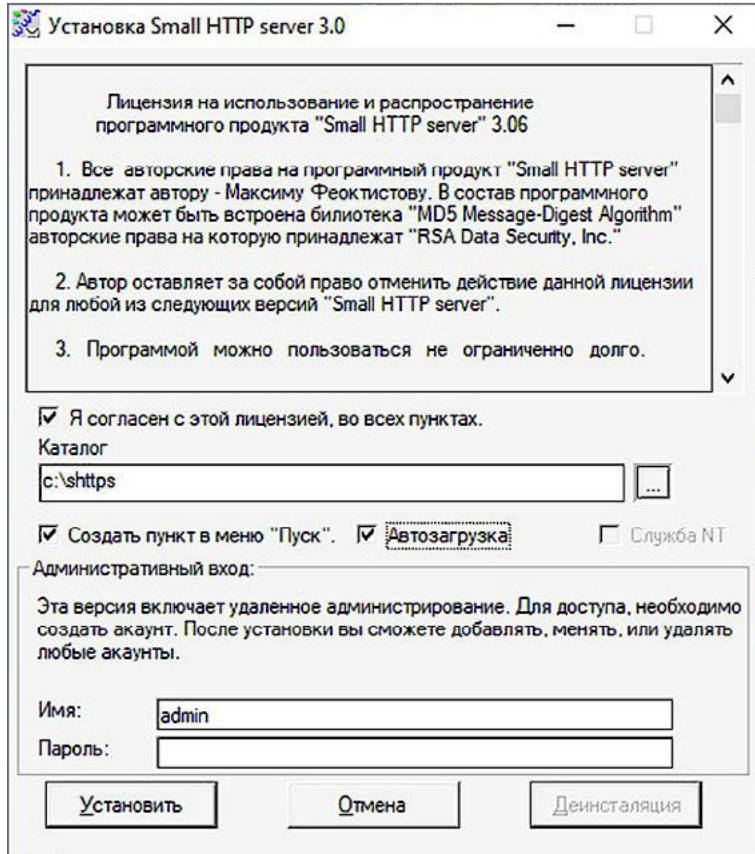 Установка Small HTTP server 3.0
Лицензия на использование и распространение
программного продукта "Small HTTP server" 3.06
1. Все авторские права на программный продукт "Small HTTP server"
принадлежат автору - Максиму Феоктистову. В состав программного
продукта может быть встроена билиотека "MD5 Message-Digest Algorithm"
авторские права на которую принадлежат "RSA Data Security, Inc."
2. Автор оставляет за собой право отменить действие данной лицензии
для любой из следующих версий "Small HTTP server".
3. Программой можно пользоваться не ограниченно долго.
Я согласен с этой лицензией, во всех пунктах.
Каталог
c:\shttps
...
Создать пункт в меню "Пуск". Автозагрузка Служба NT
Административный вход:
Эта версия включает удаленное администрирование. Для доступа, необходимо
создать акаунт. После установки вы сможете добавлять, менять, или удалять
любые акаунты.
Имя: admin
Пароль:
Установить Отмена Деинсталяция